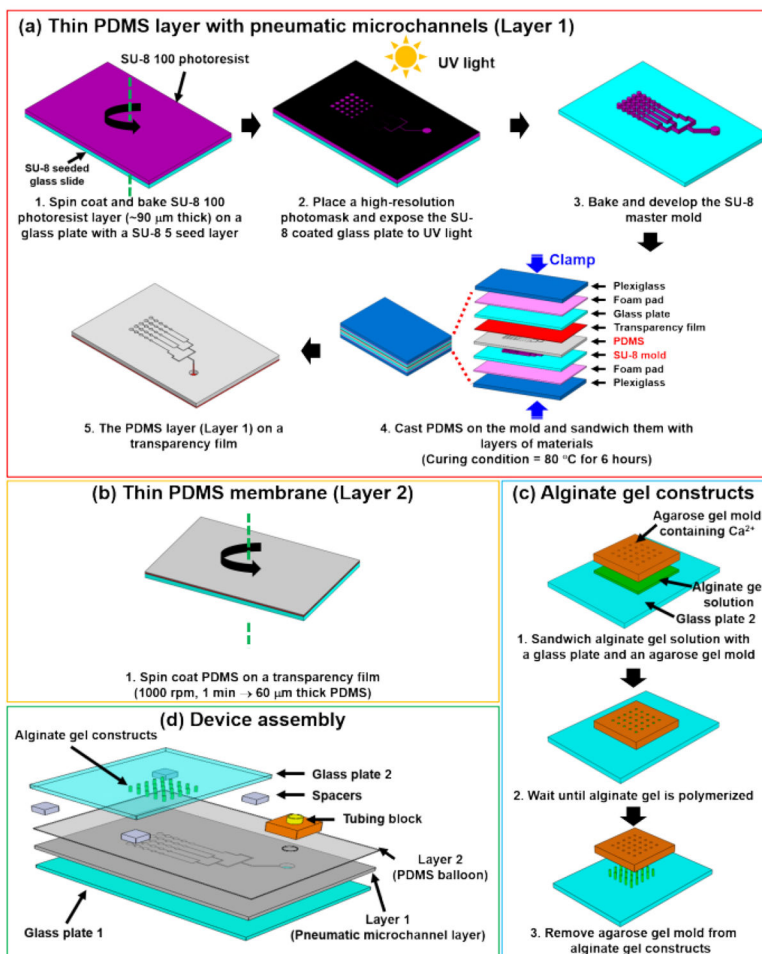 (a) Thin PDMS layer with pneumatic microchannels (Layer 1)
SU-8 100 photoresist
SU-8 seeded
glass slide
1. Spin coat and bake SU-8 100
photoresist layer (~90 μm thick) on a
glass plate with a SU-8 5 seed layer
UV light
2. Place a high-resolution
photomask and expose the SU-
8 coated glass plate to UV light
3. Bake and develop the SU-8
master mold
Clamp
Plexiglass
Foam pad
Glass plate
Transparency film
PDMS
SU-8 mold
Foam pad
Plexiglass
4. Cast PDMS on the mold and sandwich them with
layers of materials
(Curing condition = 80 °C for 6 hours)
5. The PDMS layer (Layer 1) on a
transparency film
(b) Thin PDMS membrane (Layer 2)
1. Spin coat PDMS on a transparency film
(1000 rpm, 1 min → 60 μm thick PDMS)
(c) Alginate gel constructs
Agarose gel mold
containing Ca²⁺
Alginate gel
solution
Glass plate 2
1. Sandwich alginate gel solution with
a glass plate and an agarose gel mold
2. Wait until alginate gel is polymerized
3. Remove agarose gel mold from
alginate gel constructs
(d) Device assembly
Alginate gel constructs
Glass plate 2
Spacers
Tubing block
Layer 2
(PDMS balloon)
Layer 1
(Pneumatic microchannel layer)
Glass plate 1